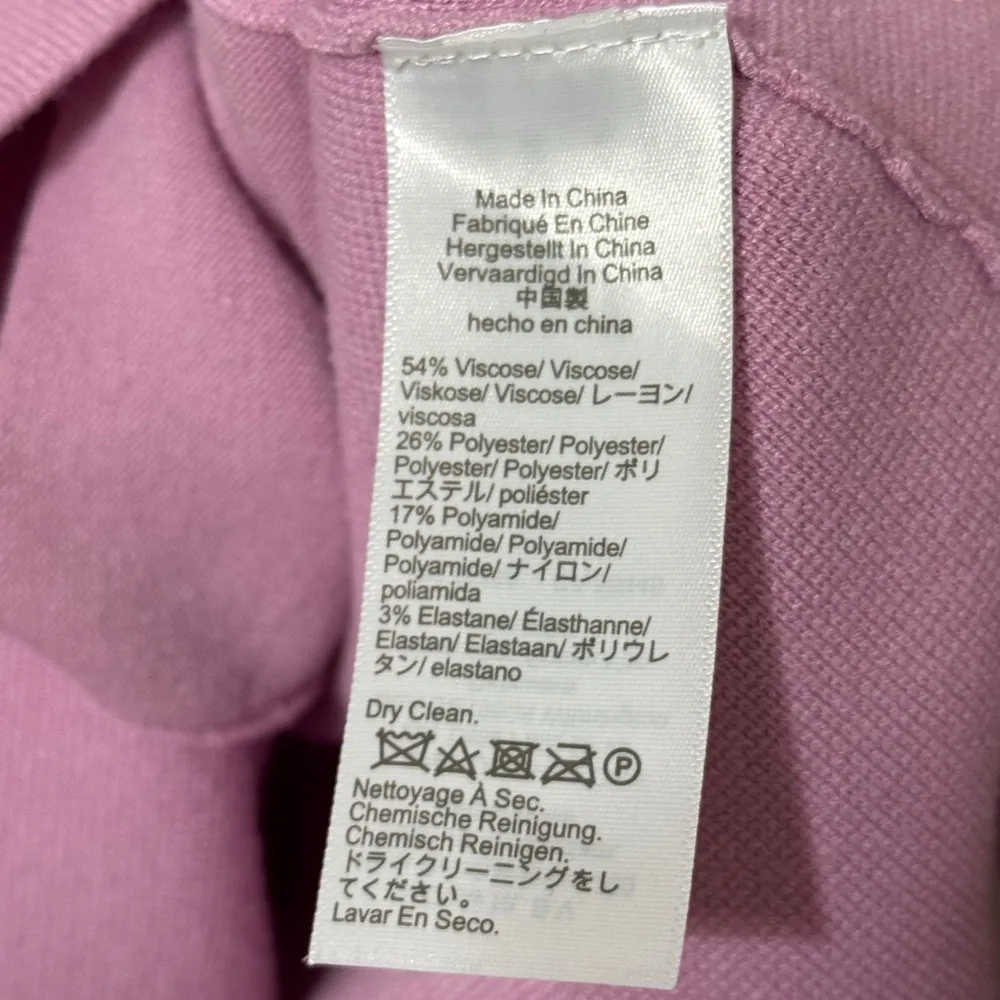 Made In China
Fabriqué En Chine
Hergestellt In China
Vervaardigd In China
中国製
hecho en china
54% Viscose/ Viscose/
Viskose/ Viscose/ レーヨン/
viscosa
26% Polyester/ Polyester/
Polyester/ Polyester/ ポリ
エステル/ poliéster
17% Polyamide/
Polyamide/ Polyamide/
Polyamide/ ナイロン/
poliamida
3% Elastane/ Élasthanne/
Elastan/ Elastaan/ ポリウレ
タン/ elastano
Dry Clean.
P
Nettoyage À Sec.
Chemische Reinigung.
Chemisch Reinigen.
ドライクリーニングをし
てください。
Lavar En Seco.